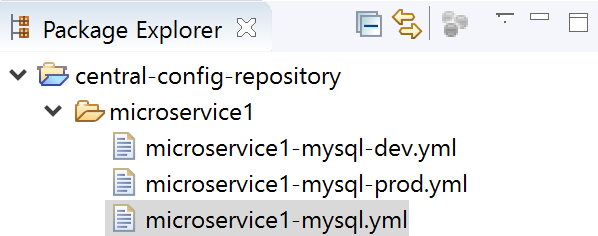 Package Explorer
central-config-repository
microservice1
microservice1-mysql-dev.yml
microservice1-mysql-prod.yml
microservice1-mysql.yml